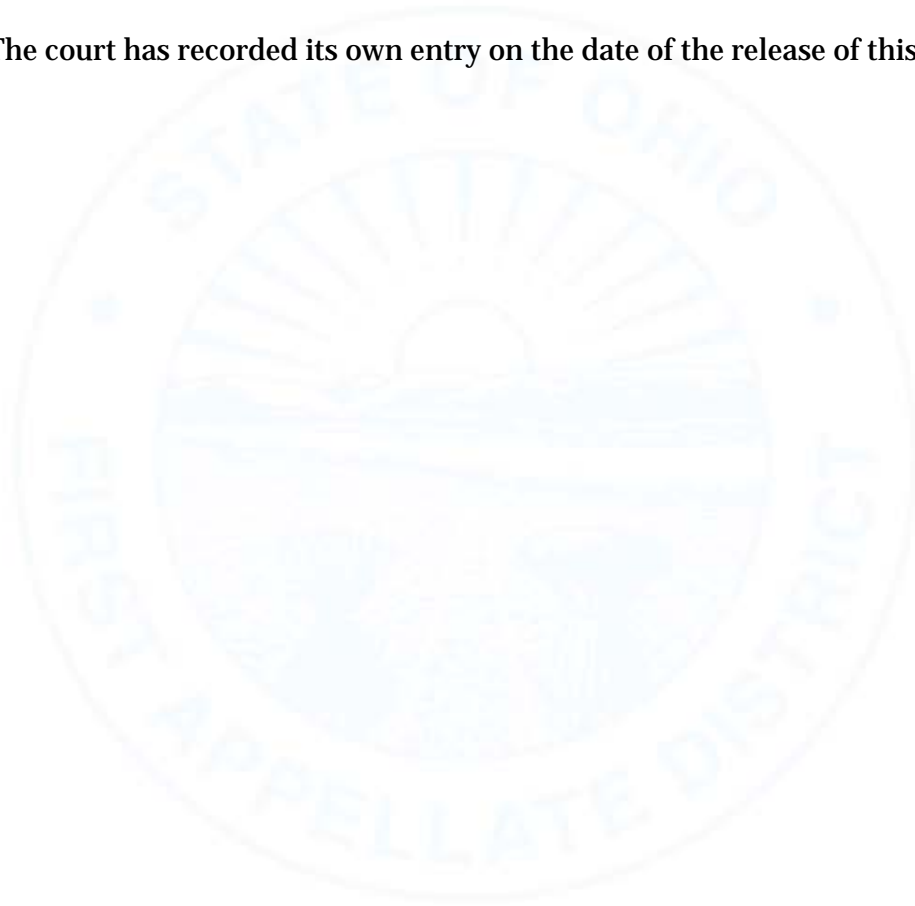 The court has recorded its own entry on the date of the release of this
STATE OF OHIO
FIRST APPELLATE DISTRICT